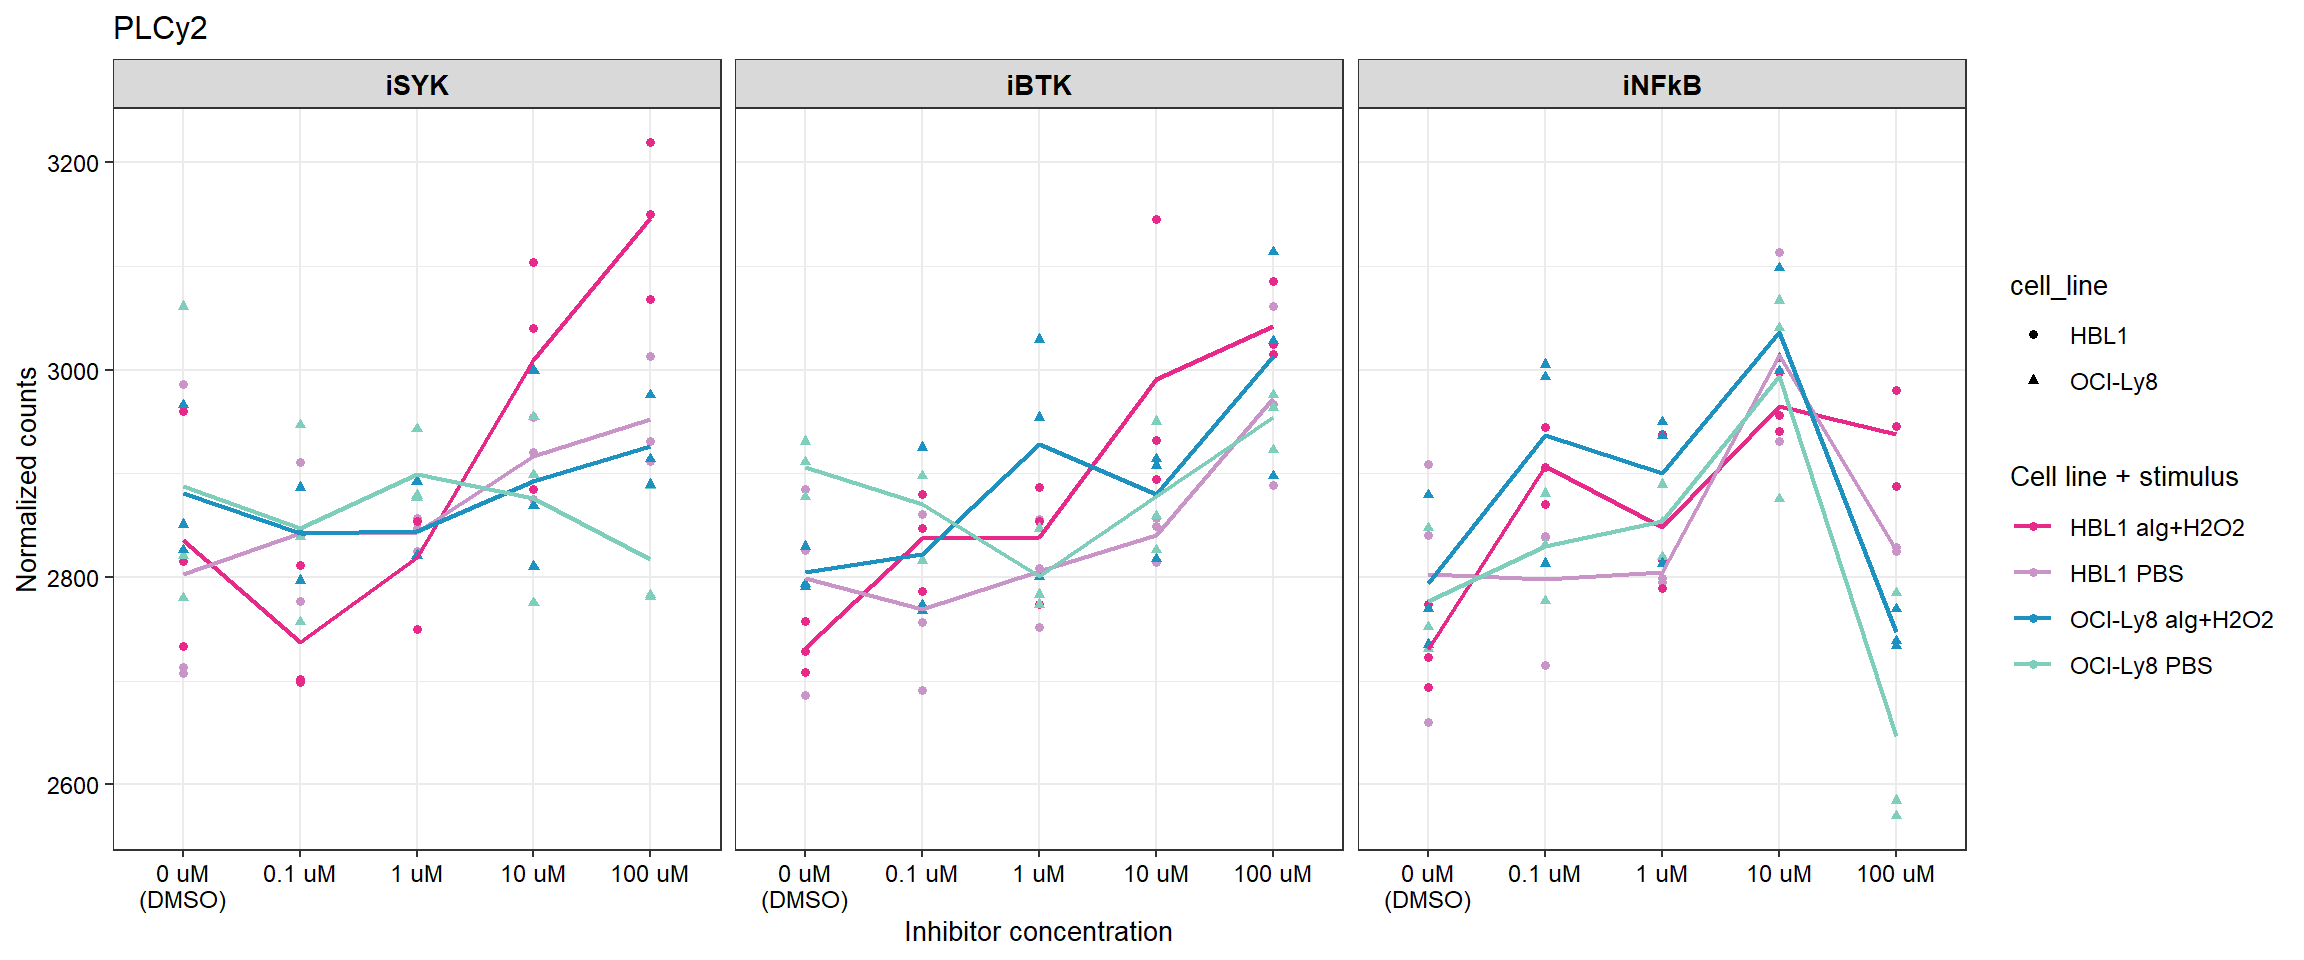 PLCy2
iSYK
iBTK
iNFkB
Normalized counts
3200
3000
2800
2600
0 uM
(DMSO)
0.1 uM
1 uM
10 uM
100 uM
0 uM
(DMSO)
0.1 uM
1 uM
10 uM
100 uM
0 uM
(DMSO)
0.1 uM
1 uM
10 uM
100 uM
Inhibitor concentration
cell_line
HBL1
OCI-Ly8
Cell line + stimulus
HBL1 aIg+H2O2
HBL1 PBS
OCI-Ly8 aIg+H2O2
OCI-Ly8 PBS